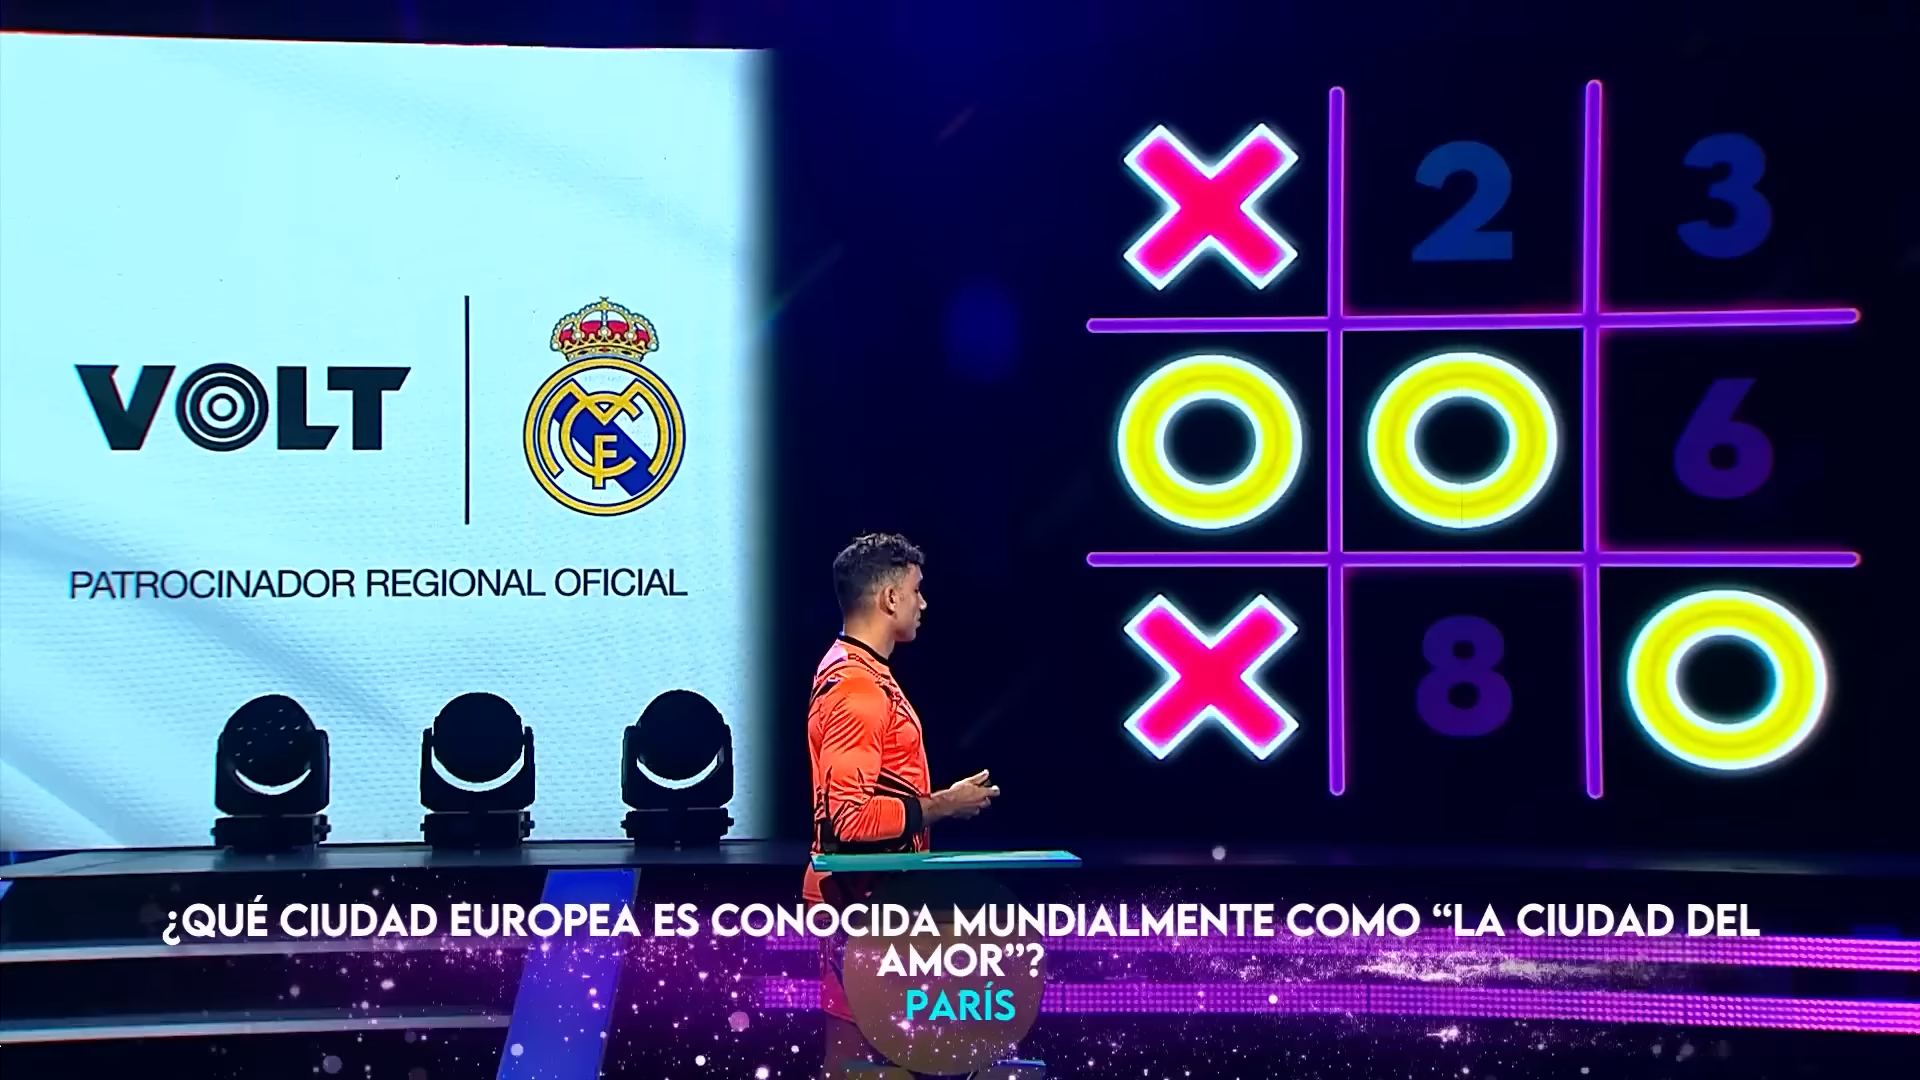 VOLT
PATROCINADOR REGIONAL OFICIAL
2 3
6
8
¿QUÉ CIUDAD EUROPEA ES CONOCIDA MUNDIALMENTE COMO “LA CIUDAD DEL
AMOR”?
PARÍS